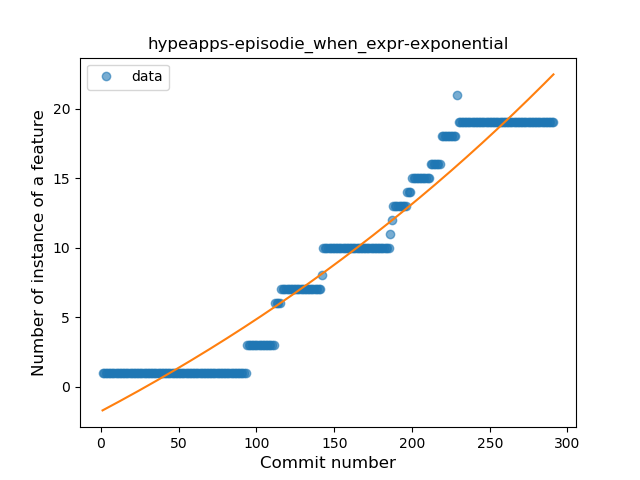 hypeapps-episodie_when_expr-exponential
data
Number of instance of a feature
20
15
10
5
0
0 50 100 150 200 250 300
Commit number